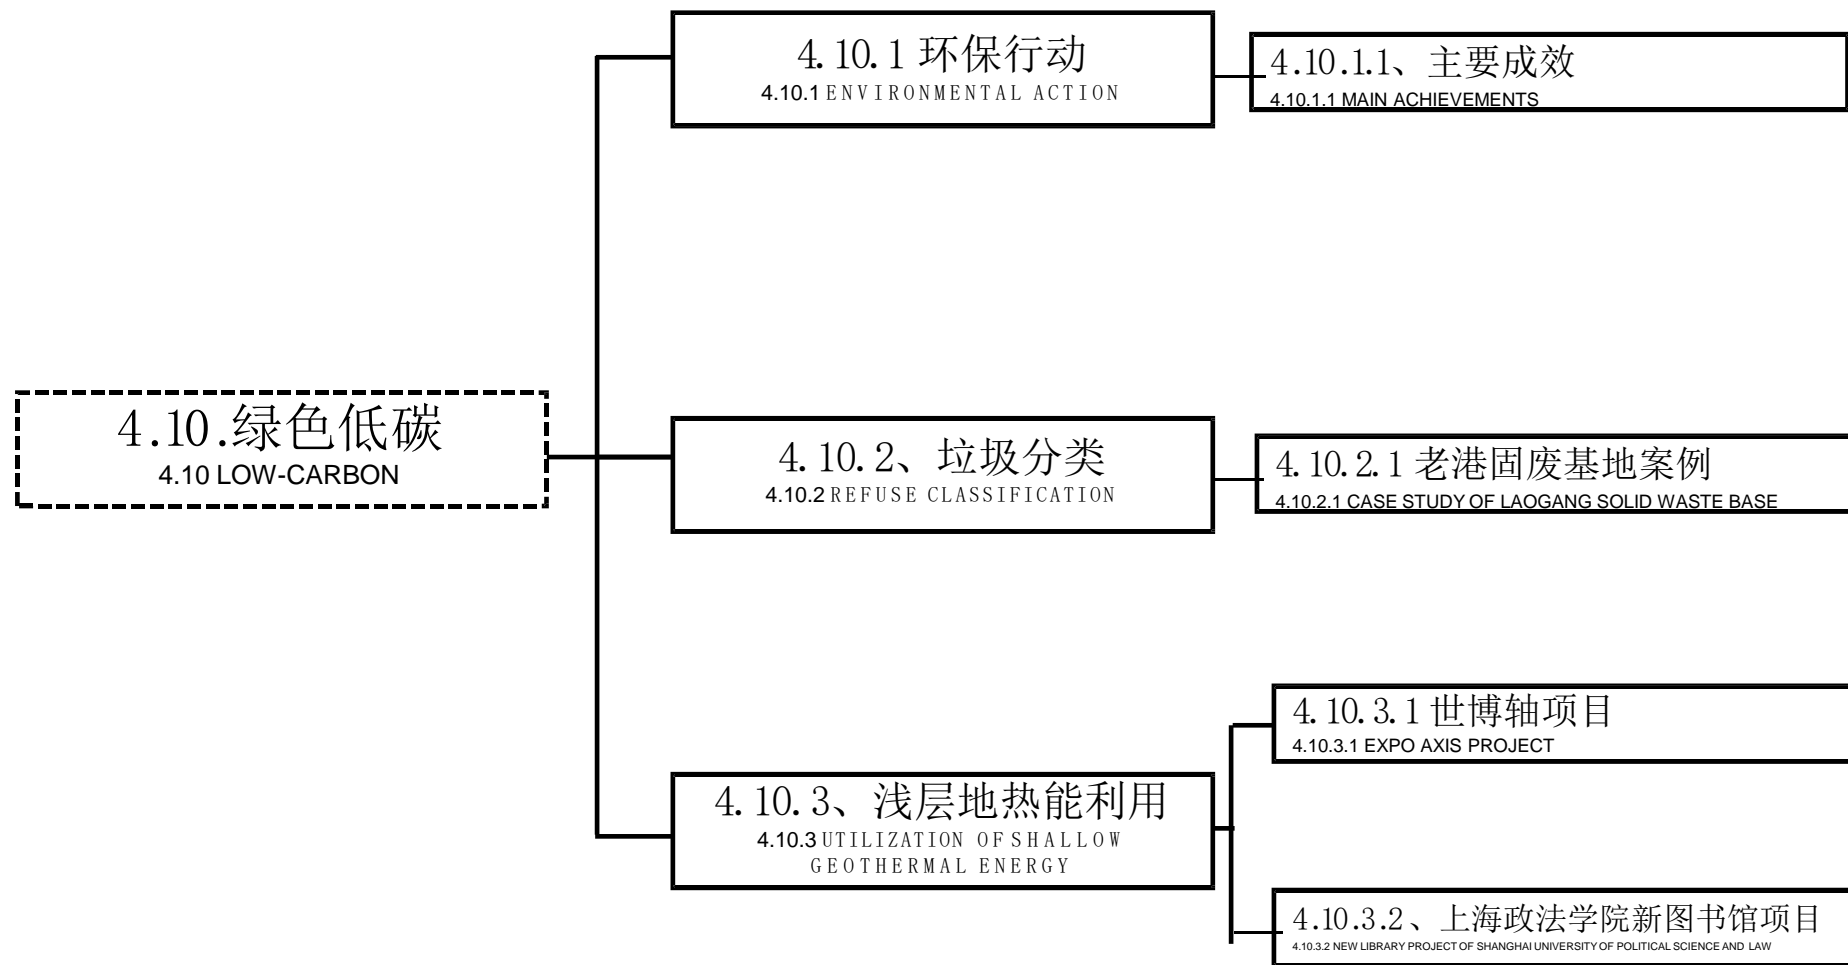 4.10.1 环保行动
4.10.1 ENVIRONMENTAL ACTION
4.10.1.1、主要成效
4.10.1.1 MAIN ACHIEVEMENTS
4.10.绿色低碳
4.10 LOW-CARBON
4.10.2、垃圾分类
4.10.2 REFUSE CLASSIFICATION
4.10.2.1 老港固废基地案例
4.10.2.1 CASE STUDY OF LAOGANG SOLID WASTE BASE
4.10.3、浅层地热能利用
4.10.3 UTILIZATION OF SHALLOW
GEOTHERMAL ENERGY
4.10.3.1 世博轴项目
4.10.3.1 EXPO AXIS PROJECT
4.10.3.2、上海政法学院新图书馆项目
4.10.3.2 NEW LIBRARY PROJECT OF SHANGHAI UNIVERSITY OF POLITICAL SCIENCE AND LAW